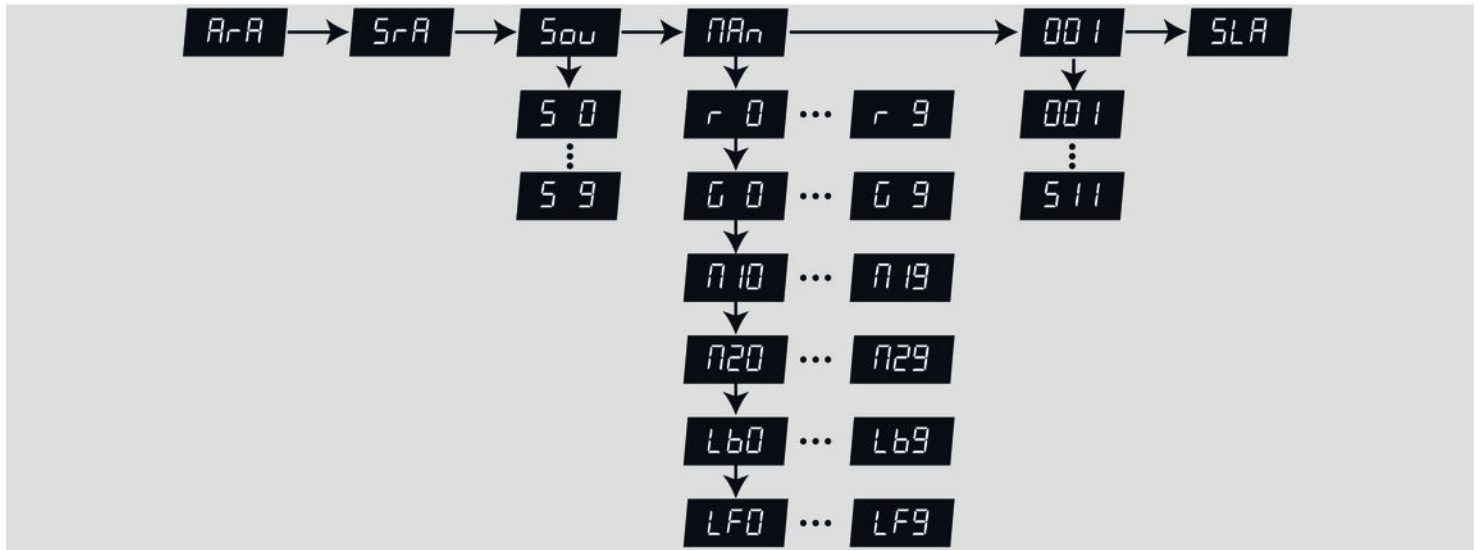 ArA SrA Sou MAn 001 SLA
S 0 r 0 ... r 9 001
S 9 G 0 ... G 9 S11
M10 ... M19
M20 ... M29
Lb0 ... Lb9
LF0 ... LF9